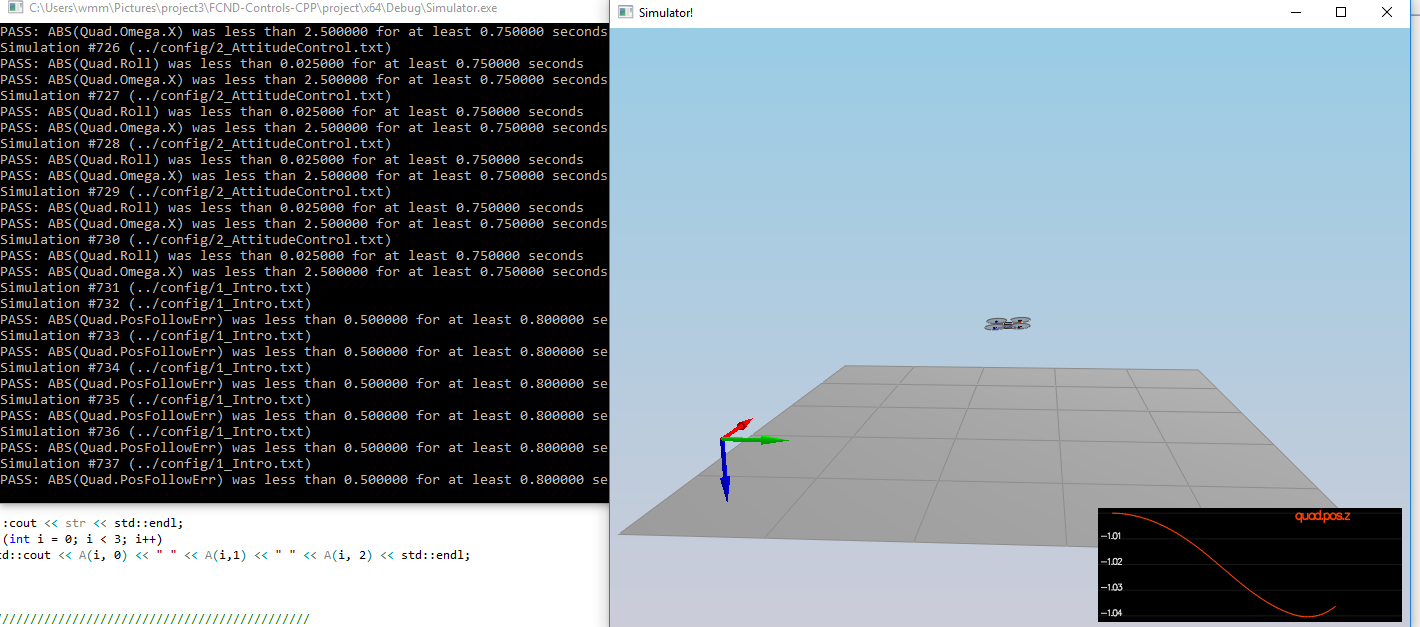 C:\Users\wmm\Pictures\project3\FCND-Controls-CPP\project\x64\Debug\Simulator.exe
PASS: ABS(Quad.Omega.X) was less than 2.500000 for at least 0.750000 seconds
Simulation #726 (../config/2_AttitudeControl.txt)
PASS: ABS(Quad.Roll) was less than 0.025000 for at least 0.750000 seconds
PASS: ABS(Quad.Omega.X) was less than 2.500000 for at least 0.750000 seconds
Simulation #727 (../config/2_AttitudeControl.txt)
PASS: ABS(Quad.Roll) was less than 0.025000 for at least 0.750000 seconds
PASS: ABS(Quad.Omega.X) was less than 2.500000 for at least 0.750000 seconds
Simulation #728 (../config/2_AttitudeControl.txt)
PASS: ABS(Quad.Roll) was less than 0.025000 for at least 0.750000 seconds
PASS: ABS(Quad.Omega.X) was less than 2.500000 for at least 0.750000 seconds
Simulation #729 (../config/2_AttitudeControl.txt)
PASS: ABS(Quad.Roll) was less than 0.025000 for at least 0.750000 seconds
PASS: ABS(Quad.Omega.X) was less than 2.500000 for at least 0.750000 seconds
Simulation #730 (../config/2_AttitudeControl.txt)
PASS: ABS(Quad.Roll) was less than 0.025000 for at least 0.750000 seconds
PASS: ABS(Quad.Omega.X) was less than 2.500000 for at least 0.750000 seconds
Simulation #731 (../config/1_Intro.txt)
Simulation #732 (../config/1_Intro.txt)
PASS: ABS(Quad.PosFollowErr) was less than 0.500000 for at least 0.800000 se
Simulation #733 (../config/1_Intro.txt)
PASS: ABS(Quad.PosFollowErr) was less than 0.500000 for at least 0.800000 se
Simulation #734 (../config/1_Intro.txt)
PASS: ABS(Quad.PosFollowErr) was less than 0.500000 for at least 0.800000 se
Simulation #735 (../config/1_Intro.txt)
PASS: ABS(Quad.PosFollowErr) was less than 0.500000 for at least 0.800000 se
Simulation #736 (../config/1_Intro.txt)
PASS: ABS(Quad.PosFollowErr) was less than 0.500000 for at least 0.800000 se
Simulation #737 (../config/1_Intro.txt)
PASS: ABS(Quad.PosFollowErr) was less than 0.500000 for at least 0.800000 se
::cout << str << std::endl;
(int i = 0; i < 3; i++)
td::cout << A(i, 0) << " " << A(i,1) << " " << A(i, 2) << std::endl;
///////////////////////////////////////
Simulator!
quad.pos.z
-1.01
-1.02
-1.03
-1.04